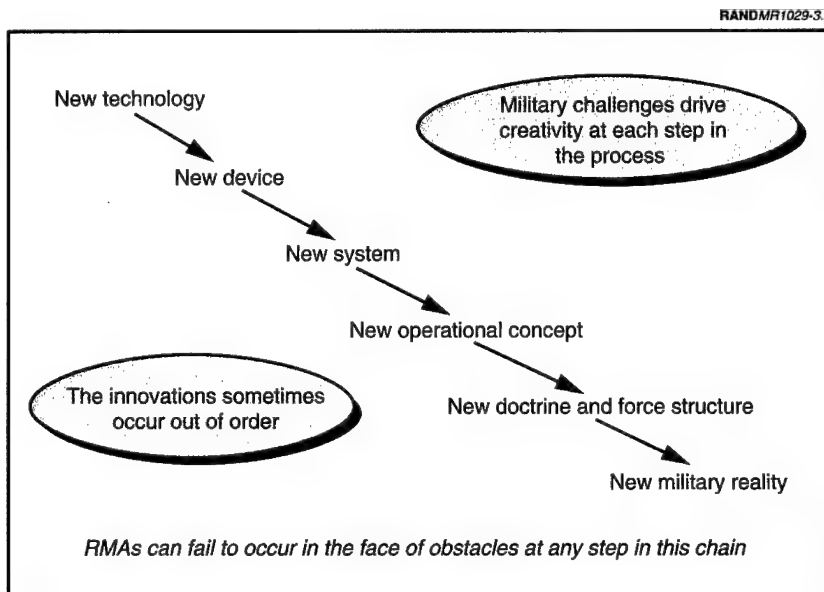 RANDMR1029-3.
New technology
Military challenges drive
creativity at each step in
the process
New device
New system
New operational concept
The innovations sometimes
occur out of order
New doctrine and force structure
New military reality
RMAs can fail to occur in the face of obstacles at any step in this chain